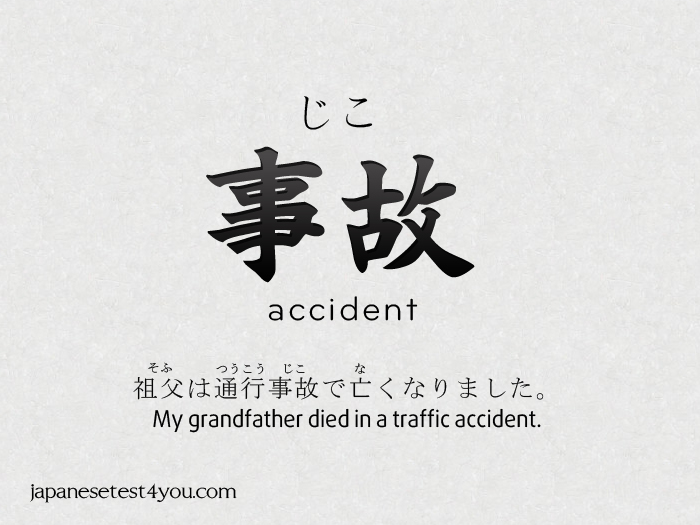 じこ
事故
accident
そふ つうこう じこ な
祖父は通行事故で亡くなりました。
My grandfather died in a traffic accident.
japanesetest4you.com